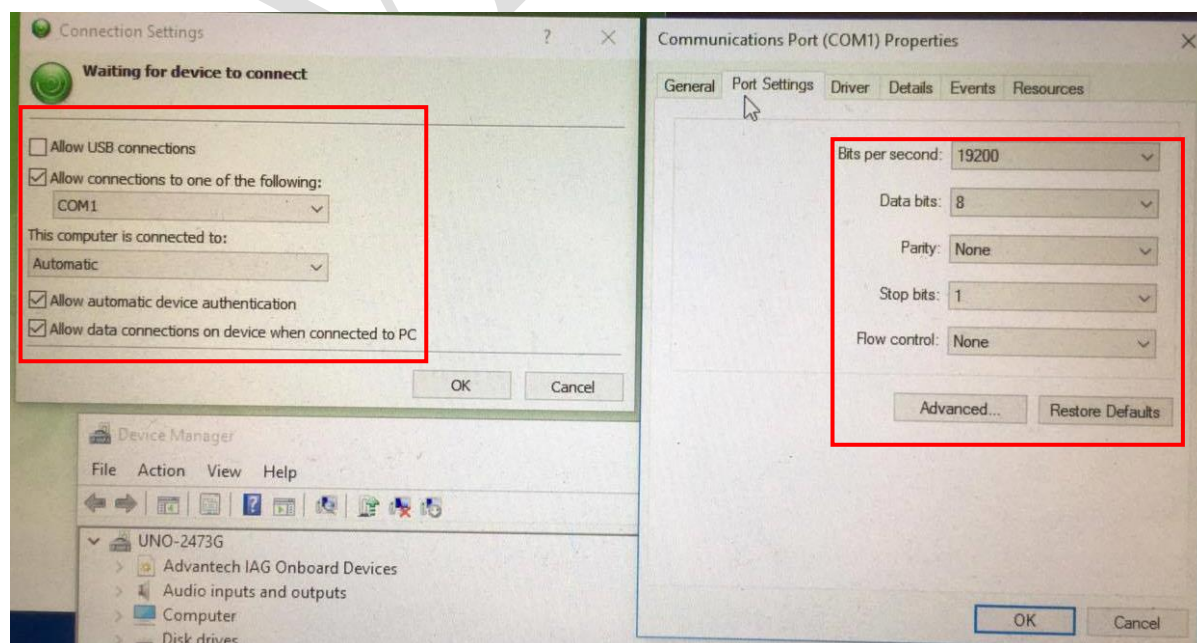 Connection Settings
Waiting for device to connect
Allow USB connections
Allow connections to one of the following:
COM1
This computer is connected to:
Automatic
Allow automatic device authentication
Allow data connections on device when connected to PC
OK
Cancel
Device Manager
File Action View Help
UNO-2473G
Advantech IAG Onboard Devices
Audio inputs and outputs
Computer
Disk drives
Communications Port (COM1) Properties
General Port Settings Driver Details Events Resources
Bits per second: 19200
Data bits: 8
Parity: None
Stop bits: 1
Flow control: None
Advanced... Restore Defaults
OK Cancel